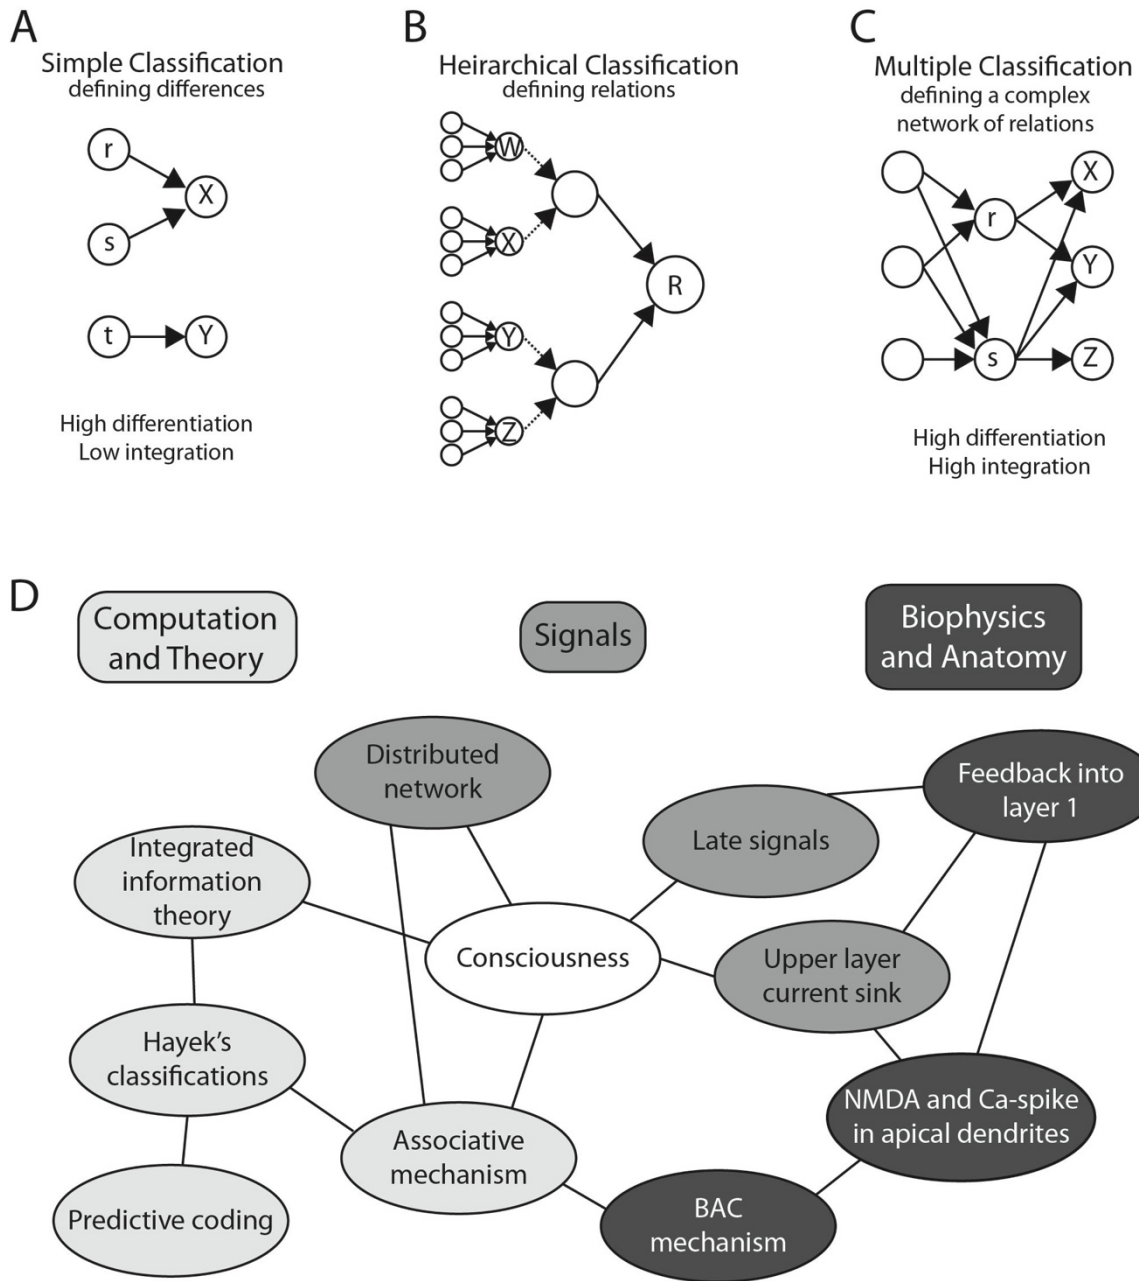 A
Simple Classification
defining differences
r
X
s
t
Y
High differentiation
Low integration
B
Heirarchical Classification
defining relations
W
X
R
Y
Z
C
Multiple Classification
defining a complex
network of relations
X
r
Y
s
Z
High differentiation
High integration
D
Computation
and Theory
Signals
Biophysics
and Anatomy
Distributed
network
Feedback into
layer 1
Late signals
Integrated
information
theory
Consciousness
Upper layer
current sink
Hayek's
classifications
NMDA and Ca-spike
in apical dendrites
Associative
mechanism
Predictive coding
BAC
mechanism